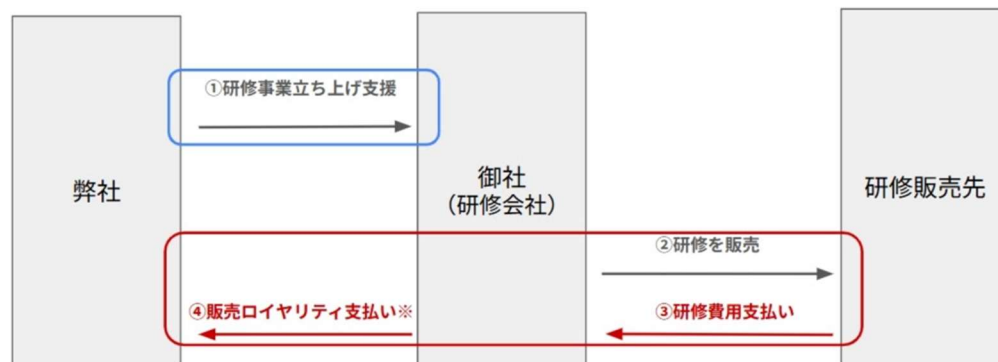 ①研修事業立ち上げ支援
弊社
御社
（研修会社）
研修販売先
②研修を販売
④販売ロイヤリティ支払い※
③研修費用支払い